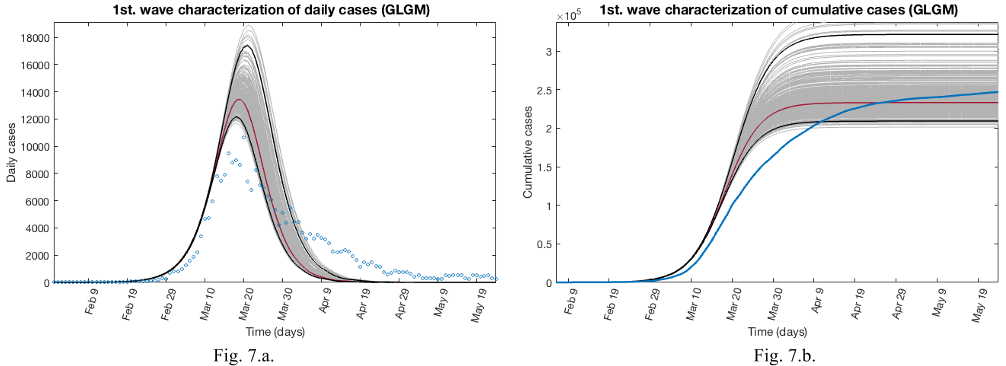 1st. wave characterization of daily cases (GLGM)
18000
16000
14000
12000
10000
8000
6000
4000
2000
0
Daily cases
Feb 9
Feb 19
Feb 29
Mar 10
Mar 20
Mar 30
Apr 9
Apr 19
Apr 29
May 9
May 19
Time (days)
Fig. 7.a.
1st. wave characterization of cumulative cases (GLGM)
×10^5
3
2.5
2
1.5
1
0.5
0
Cumulative cases
Feb 9
Feb 19
Feb 29
Mar 10
Mar 20
Mar 30
Apr 9
Apr 19
Apr 29
May 9
May 19
Time (days)
Fig. 7.b.